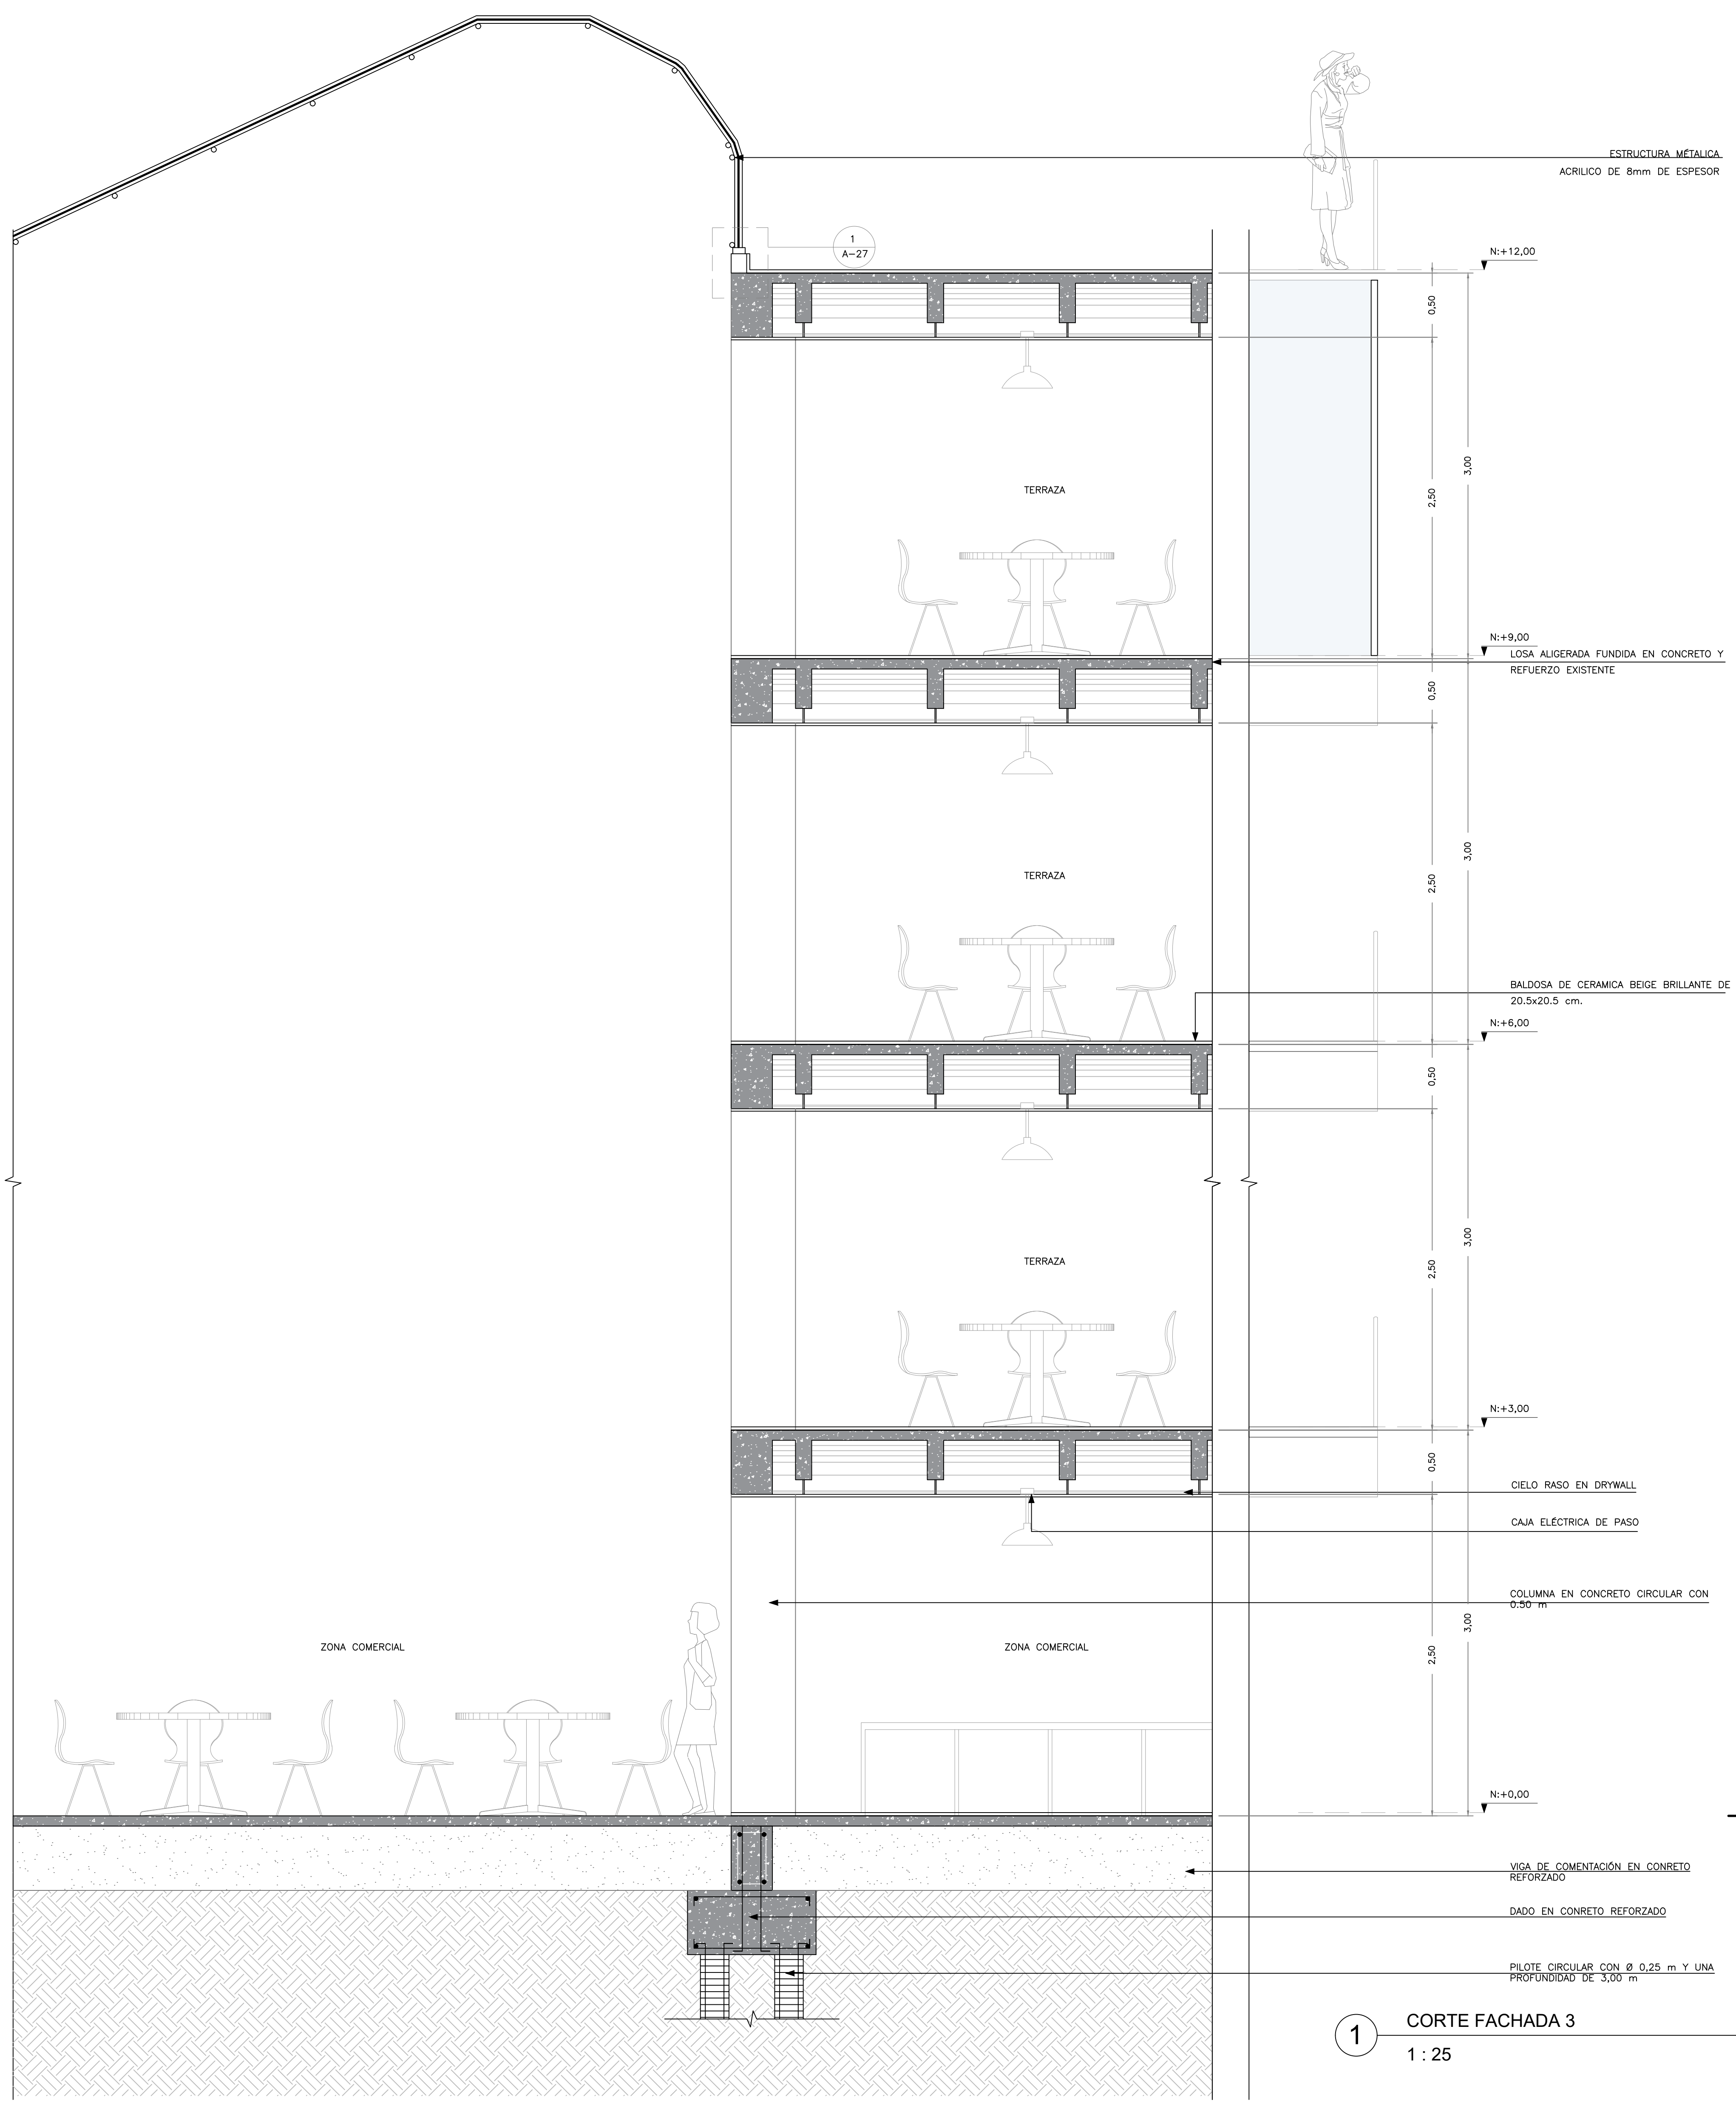 ESTRUCTURA MÉTALICA
ACRILICO DE 8mm DE ESPESOR
1
A-27
N:+12,00
0,50
3,00
2,50
TERRAZA
N:+9,00
LOSA ALIGERADA FUNDIDA EN CONCRETO Y
REFUERZO EXISTENTE
0,50
3,00
2,50
TERRAZA
BALDOSA DE CERAMICA BEIGE BRILLANTE DE
20.5x20.5 cm.
N:+6,00
0,50
3,00
2,50
TERRAZA
N:+3,00
0,50
CIELO RASO EN DRYWALL
CAJA ELÉCTRICA DE PASO
COLUMNA EN CONCRETO CIRCULAR CON
0.50 m
3,00
2,50
ZONA COMERCIAL
ZONA COMERCIAL
N:+0,00
VIGA DE COMENTACIÓN EN CONRETO
REFORZADO
DADO EN CONRETO REFORZADO
PILOTE CIRCULAR CON Ø 0,25 m Y UNA
PROFUNDIDAD DE 3,00 m
1
CORTE FACHADA 3
1 : 25